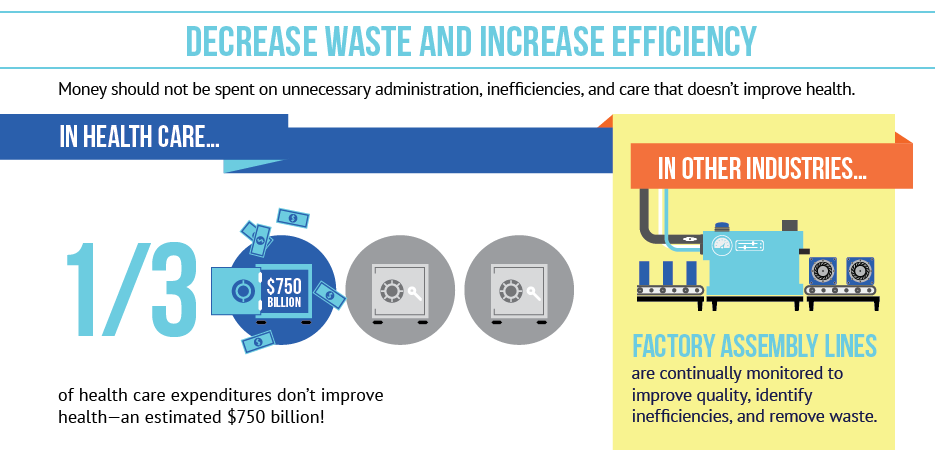 DECREASE WASTE AND INCREASE EFFICIENCY
Money should not be spent on unnecessary administration, inefficiencies, and care that doesn't improve health.
IN HEALTH CARE...
1/3
$750
BILLION
of health care expenditures don't improve
health—an estimated $750 billion!
IN OTHER INDUSTRIES...
FACTORY ASSEMBLY LINES
are continually monitored to
improve quality, identify
inefficiencies, and remove waste.